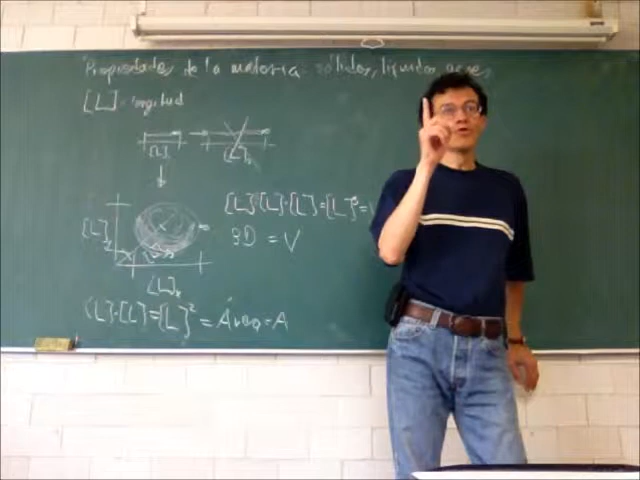 Propiedades de la materia: sólidos, líquidos, gases
[L] = longitud
[L]
[L]
[L]·[L]·[L] = [L]³ =
3D = V
[L]
[L]
[L]·[L] = [L]² = Área = A